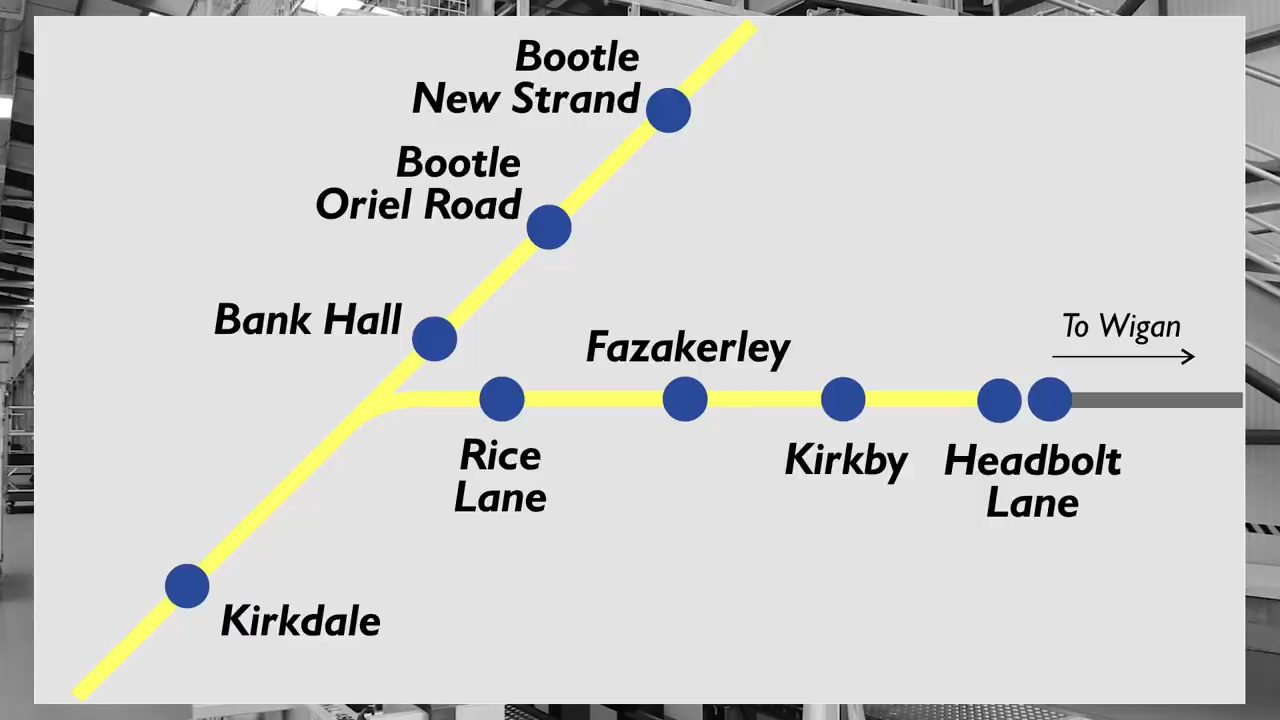 Bootle
New Strand
Bootle
Oriel Road
Bank Hall
Fazakerley
To Wigan
Rice
Lane
Kirkby
Headbolt
Lane
Kirkdale